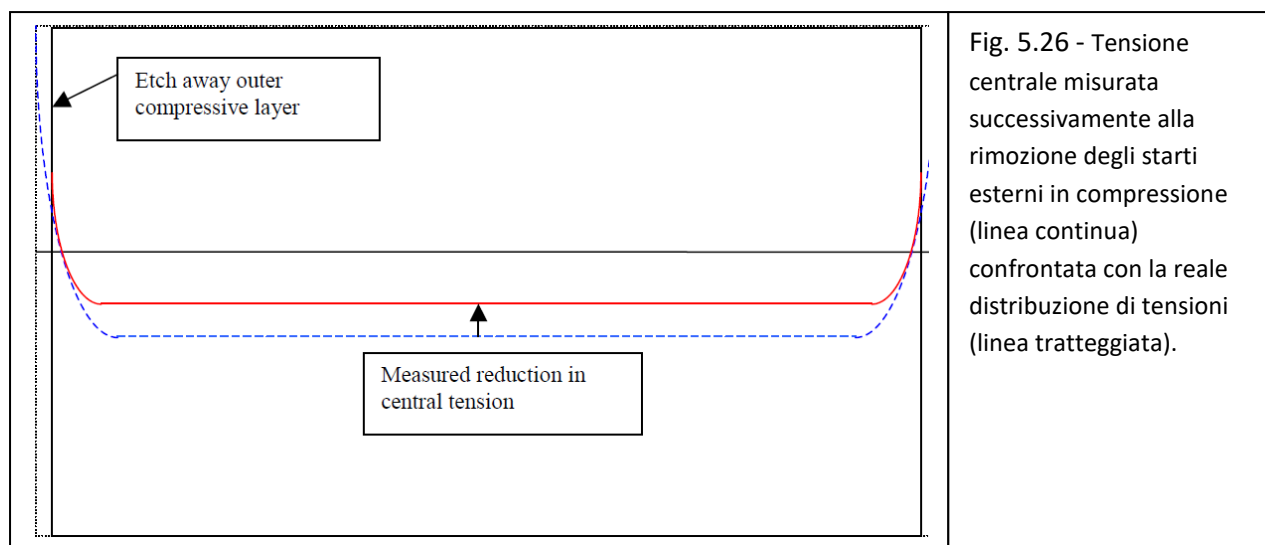 Etch away outer
compressive layer
Measured reduction in
central tension
Fig. 5.26 - Tensione
centrale misurata
successivamente alla
rimozione degli starti
esterni in compressione
(linea continua)
confrontata con la reale
distribuzione di tensioni
(linea tratteggiata).